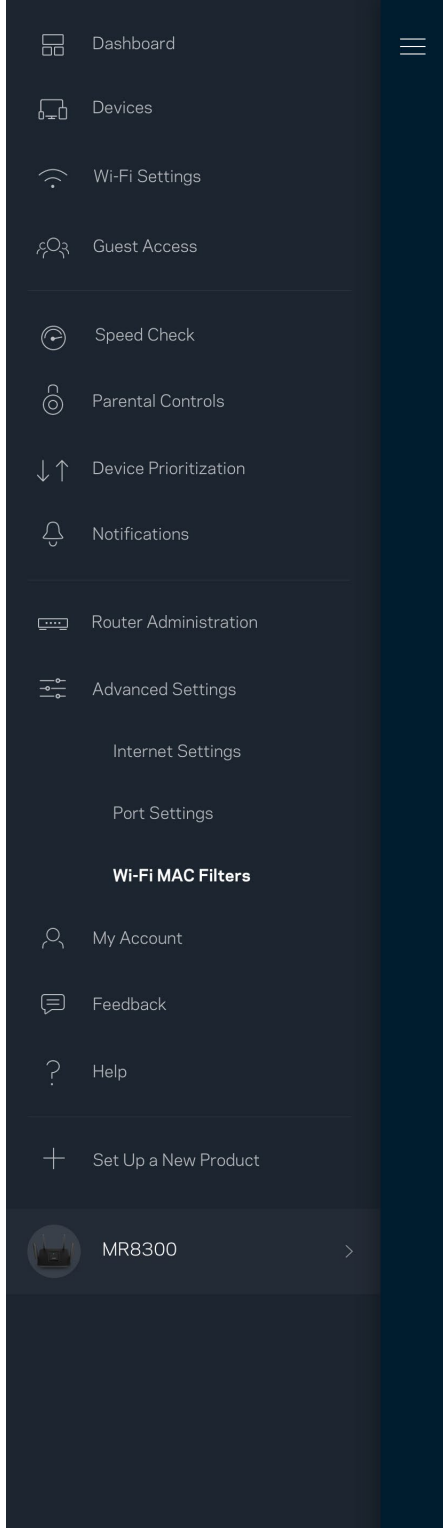 Dashboard
Devices
Wi-Fi Settings
Guest Access
Speed Check
Parental Controls
Device Prioritization
Notifications
Router Administration
Advanced Settings
Internet Settings
Port Settings
Wi-Fi MAC Filters
My Account
Feedback
Help
Set Up a New Product
MR8300